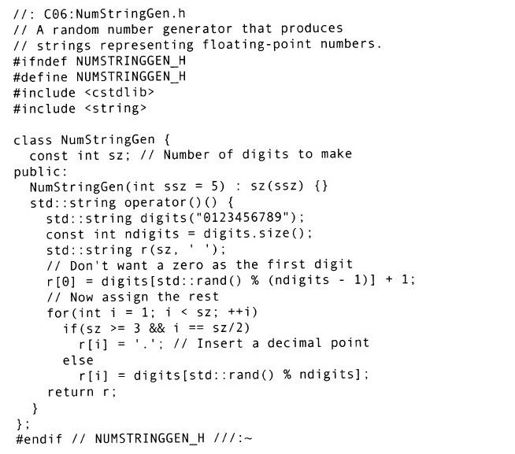 //: C06:NumStringGen.h
// A random number generator that produces
// strings representing floating-point numbers.
#ifndef NUMSTRINGGEN_H
#define NUMSTRINGGEN_H
#include <cstdlib>
#include <string>

class NumStringGen {
  const int sz; // Number of digits to make
public:
  NumStringGen(int ssz = 5) : sz(ssz) {}
  std::string operator()() {
    std::string digits("0123456789");
    const int ndigits = digits.size();
    std::string r(sz, ' ');
    // Don't want a zero as the first digit
    r[0] = digits[std::rand() % (ndigits - 1)] + 1;
    // Now assign the rest
    for(int i = 1; i < sz; ++i)
      if(sz >= 3 && i == sz/2)
        r[i] = '.'; // Insert a decimal point
      else
        r[i] = digits[std::rand() % ndigits];
    return r;
  }
};
#endif // NUMSTRINGGEN_H ///:~